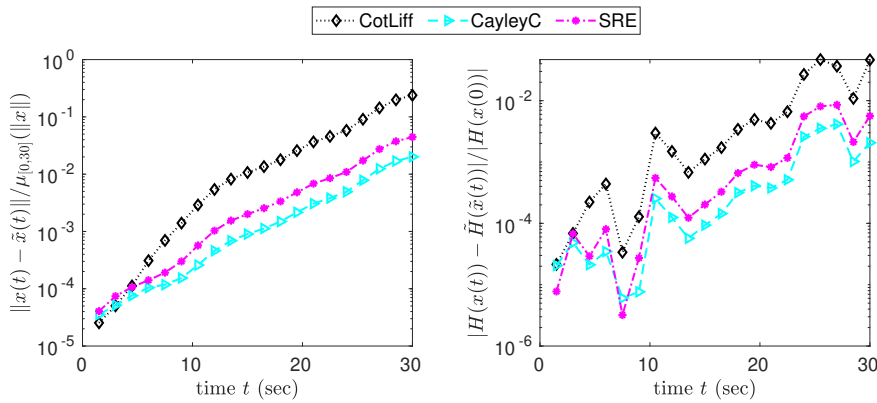 CotLiff CayleyC SRE
||x(t) − x̃(t)||/μ[0,30](||x||)
10^0
10^-1
10^-2
10^-3
10^-4
10^-5
0 10 20 30
time t (sec)
|H(x(t)) − H̃(x̃(t))|/|H(x(0))|
10^-2
10^-4
10^-6
0 10 20 30
time t (sec)